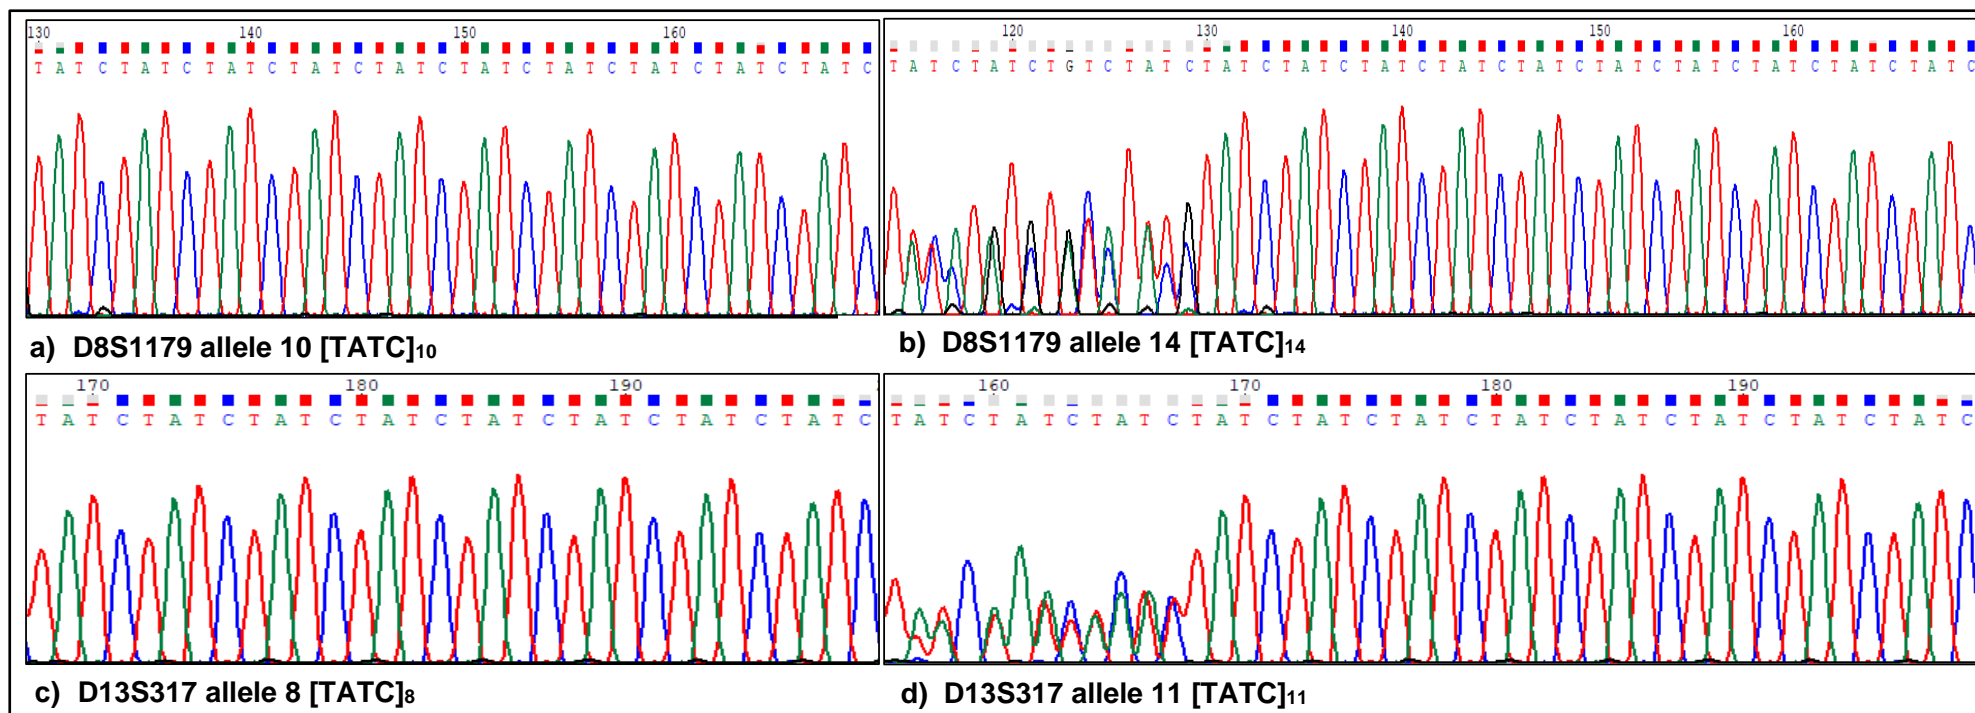 130 140 150 160
T A T C T A T C T A T C T A T C T A T C T A T C T A T C T A T C T A T C T A T C
a) D8S1179 allele 10 [TATC]10
120 130 140 150 160
T A T C T A T C T G T C T A T C T A T C T A T C T A T C T A T C T A T C T A T C T A T C T A T C T A T C T A T C
b) D8S1179 allele 14 [TATC]14
170 180 190
T A T C T A T C T A T C T A T C T A T C T A T C T A T C T A T C
c) D13S317 allele 8 [TATC]8
160 170 180 190
T A T C T A T C T A T C T A T C T A T C T A T C T A T C T A T C T A T C T A T C T A T C
d) D13S317 allele 11 [TATC]11